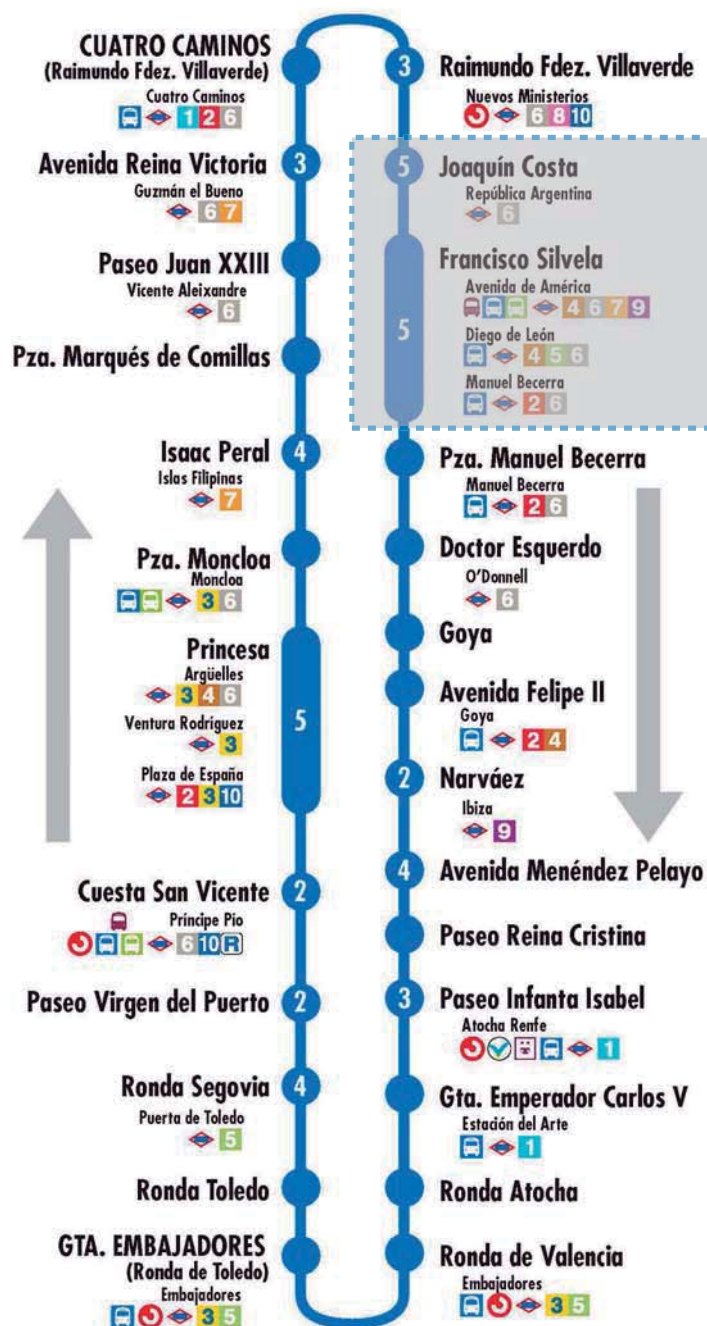 CUATRO CAMINOS
(Raimundo Fdez. Villaverde)
Cuatro Caminos
1 2 6
Avenida Reina Victoria
3
Guzmán el Bueno
6 7
Paseo Juan XXIII
Vicente Aleixandre
6
Pza. Marqués de Comillas
Isaac Peral
4
Islas Filipinas
7
Pza. Moncloa
Moncloa
3 6
Princesa
Argüelles
3 4 6
5
Ventura Rodríguez
3
Plaza de España
2 3 10
Cuesta San Vicente
2
Príncipe Pio
6 10 R
Paseo Virgen del Puerto
2
Ronda Segovia
4
Puerta de Toledo
5
Ronda Toledo
GTA. EMBAJADORES
(Ronda de Toledo)
Embajadores
3 5
3
Raimundo Fdez. Villaverde
Nuevos Ministerios
6 8 10
5
Joaquín Costa
República Argentina
6
Francisco Silvela
Avenida de América
4 6 7 9
5
Diego de León
4 5 6
Manuel Becerra
2 6
Pza. Manuel Becerra
Manuel Becerra
2 6
Doctor Esquerdo
O'Donnell
6
Goya
Avenida Felipe II
Goya
2 4
2
Narváez
Ibiza
9
4
Avenida Menéndez Pelayo
Paseo Reina Cristina
3
Paseo Infanta Isabel
Atocha Renfe
1
Gta. Emperador Carlos V
Estación del Arte
1
Ronda Atocha
Ronda de Valencia
Embajadores
3 5